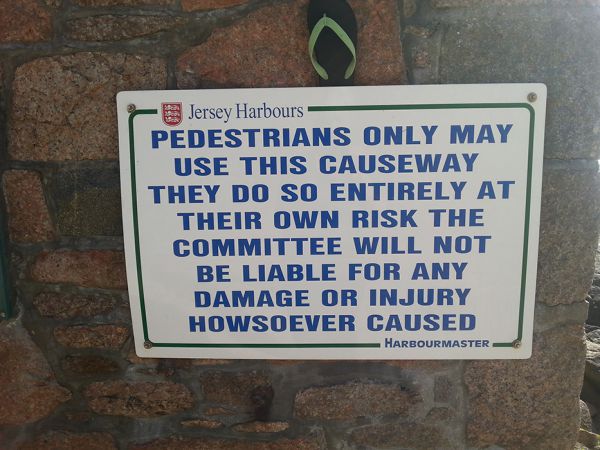 Jersey Harbours
PEDESTRIANS ONLY MAY
USE THIS CAUSEWAY
THEY DO SO ENTIRELY AT
THEIR OWN RISK THE
COMMITTEE WILL NOT
BE LIABLE FOR ANY
DAMAGE OR INJURY
HOWSOEVER CAUSED
HARBOURMASTER